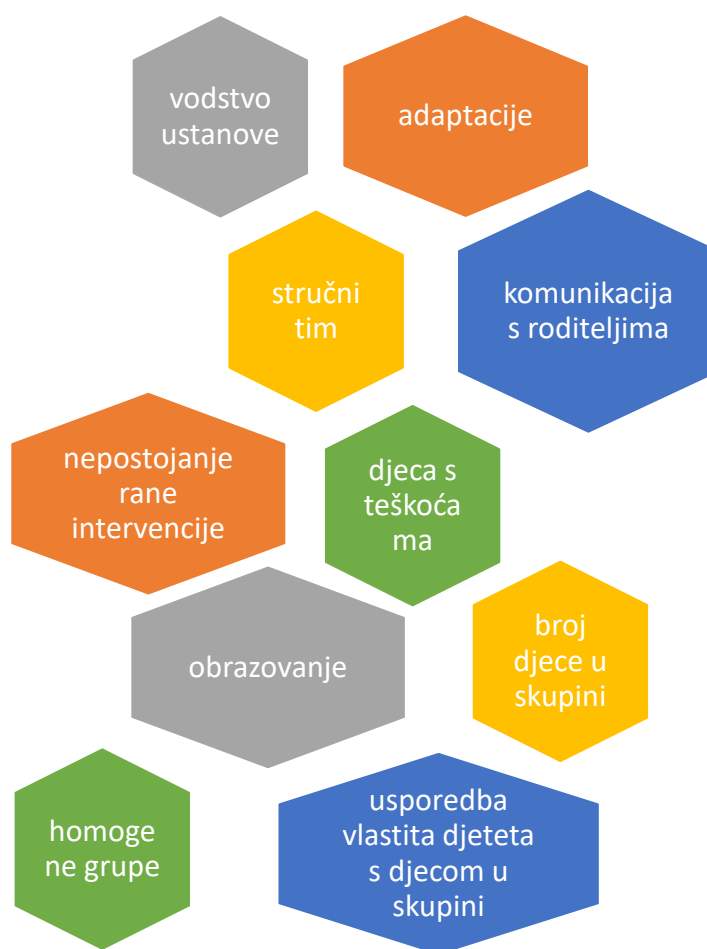 vodstvo
ustanove
adaptacije
stručni
tim
komunikacija
s roditeljima
nepostojanje
rane
intervencije
djeca s
teškoća
ma
obrazovanje
broj
djece u
skupini
homoge
ne grupe
usporedba
vlastita djeteta
s djecom u
skupini